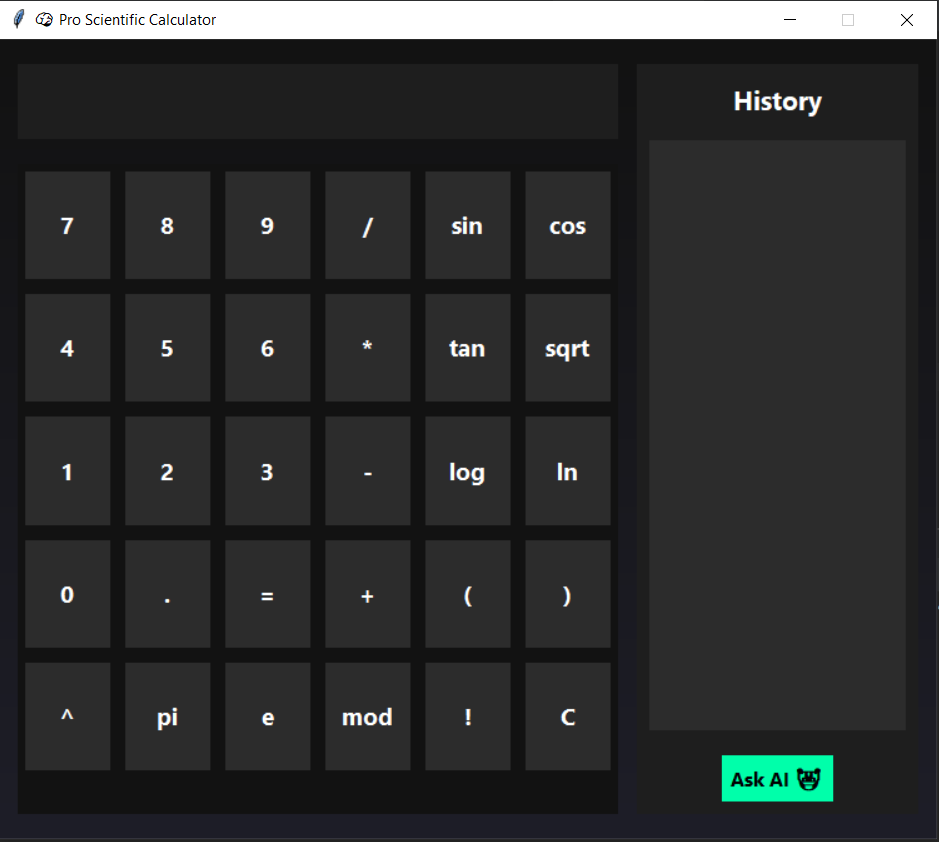 Pro Scientific Calculator
History
7 8 9 / sin cos
4 5 6 * tan sqrt
1 2 3 - log ln
0 . = + ( )
^ pi e mod ! C
Ask AI